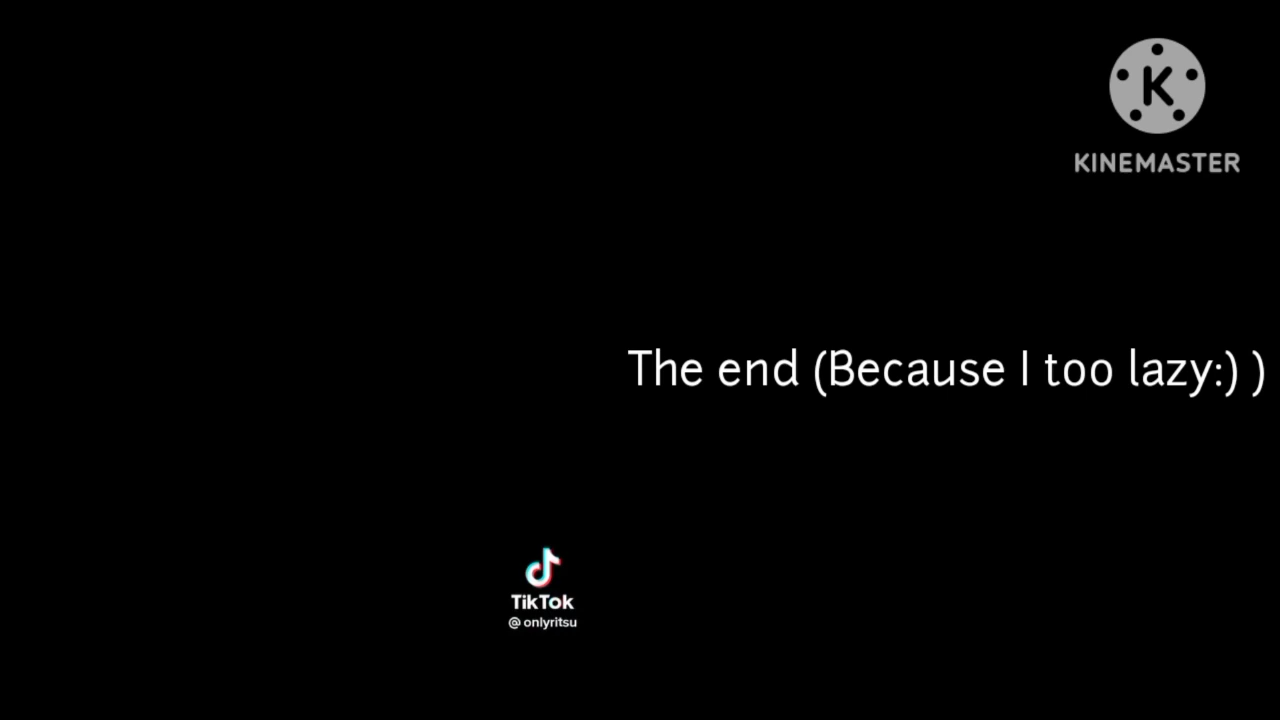 K
KINEMASTER
The end (Because I too lazy:) )
TikTok
@onlyritsu